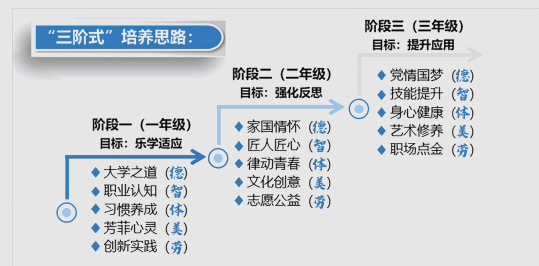 “三阶式”培养思路：
阶段一（一年级）
目标：乐学适应
大学之道（德）
职业认知（智）
习惯养成（体）
芳菲心灵（美）
创新实践（劳）
阶段二（二年级）
目标：强化反思
家国情怀（德）
匠人匠心（智）
律动青春（体）
文化创意（美）
志愿公益（劳）
阶段三（三年级）
目标：提升应用
党情国梦（德）
技能提升（智）
身心健康（体）
艺术修养（美）
职场点金（劳）